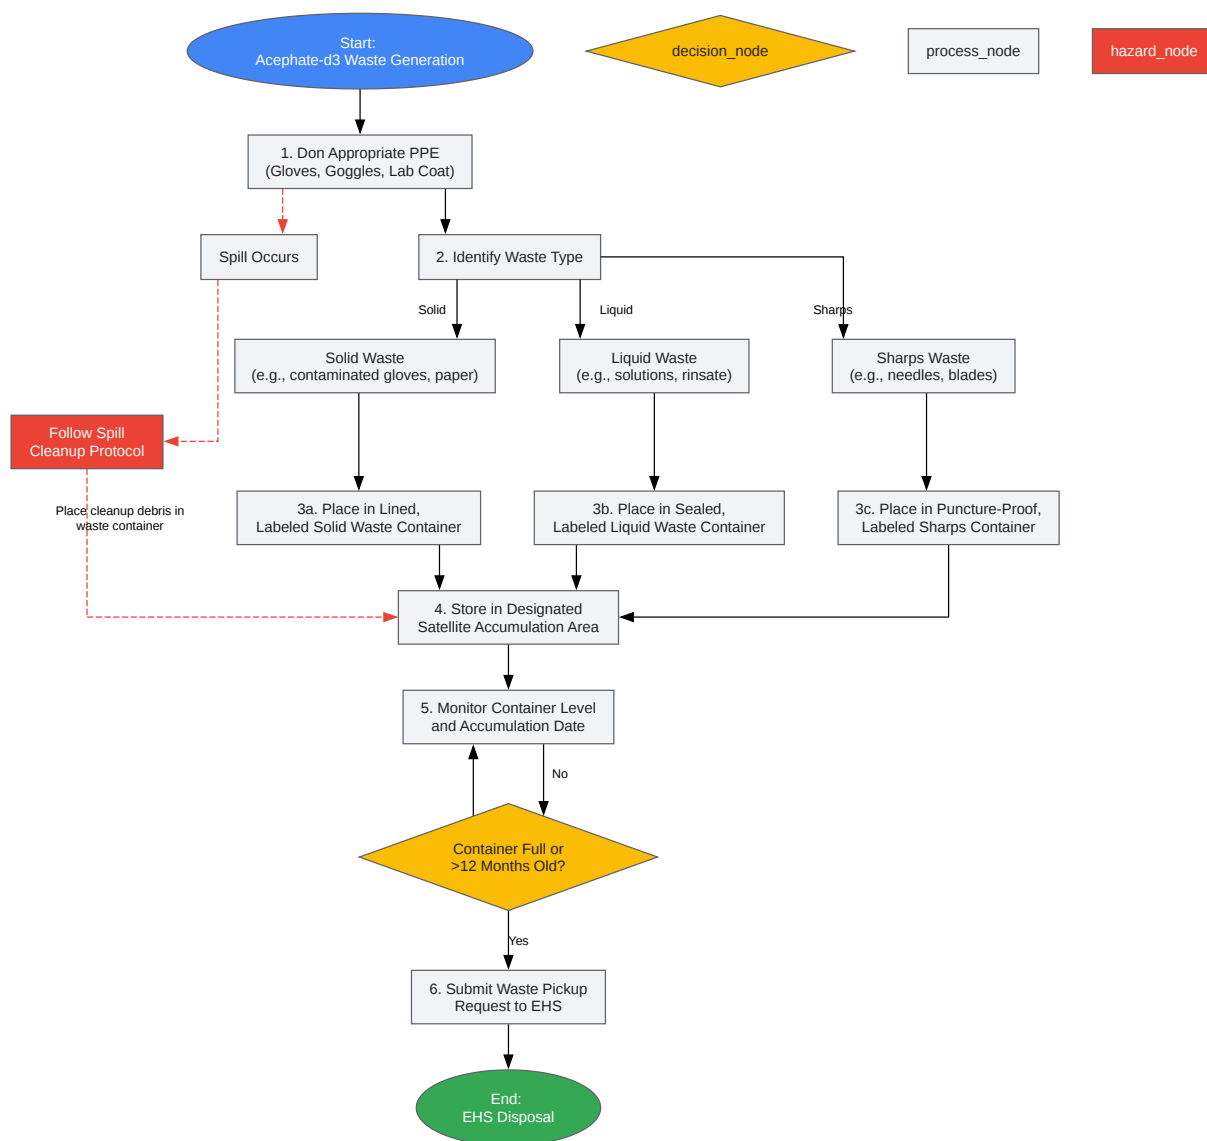 Start:
Acephate-d3 Waste Generation
decision_node
process_node
hazard_node
1. Don Appropriate PPE
(Gloves, Goggles, Lab Coat)
Spill Occurs
2. Identify Waste Type
Solid
Liquid
Sharps
Solid Waste
(e.g., contaminated gloves, paper)
Liquid Waste
(e.g., solutions, rinsate)
Sharps Waste
(e.g., needles, blades)
Follow Spill
Cleanup Protocol
Place cleanup debris in
waste container
3a. Place in Lined,
Labeled Solid Waste Container
3b. Place in Sealed,
Labeled Liquid Waste Container
3c. Place in Puncture-Proof,
Labeled Sharps Container
4. Store in Designated
Satellite Accumulation Area
5. Monitor Container Level
and Accumulation Date
No
Container Full or
>12 Months Old?
Yes
6. Submit Waste Pickup
Request to EHS
End:
EHS Disposal